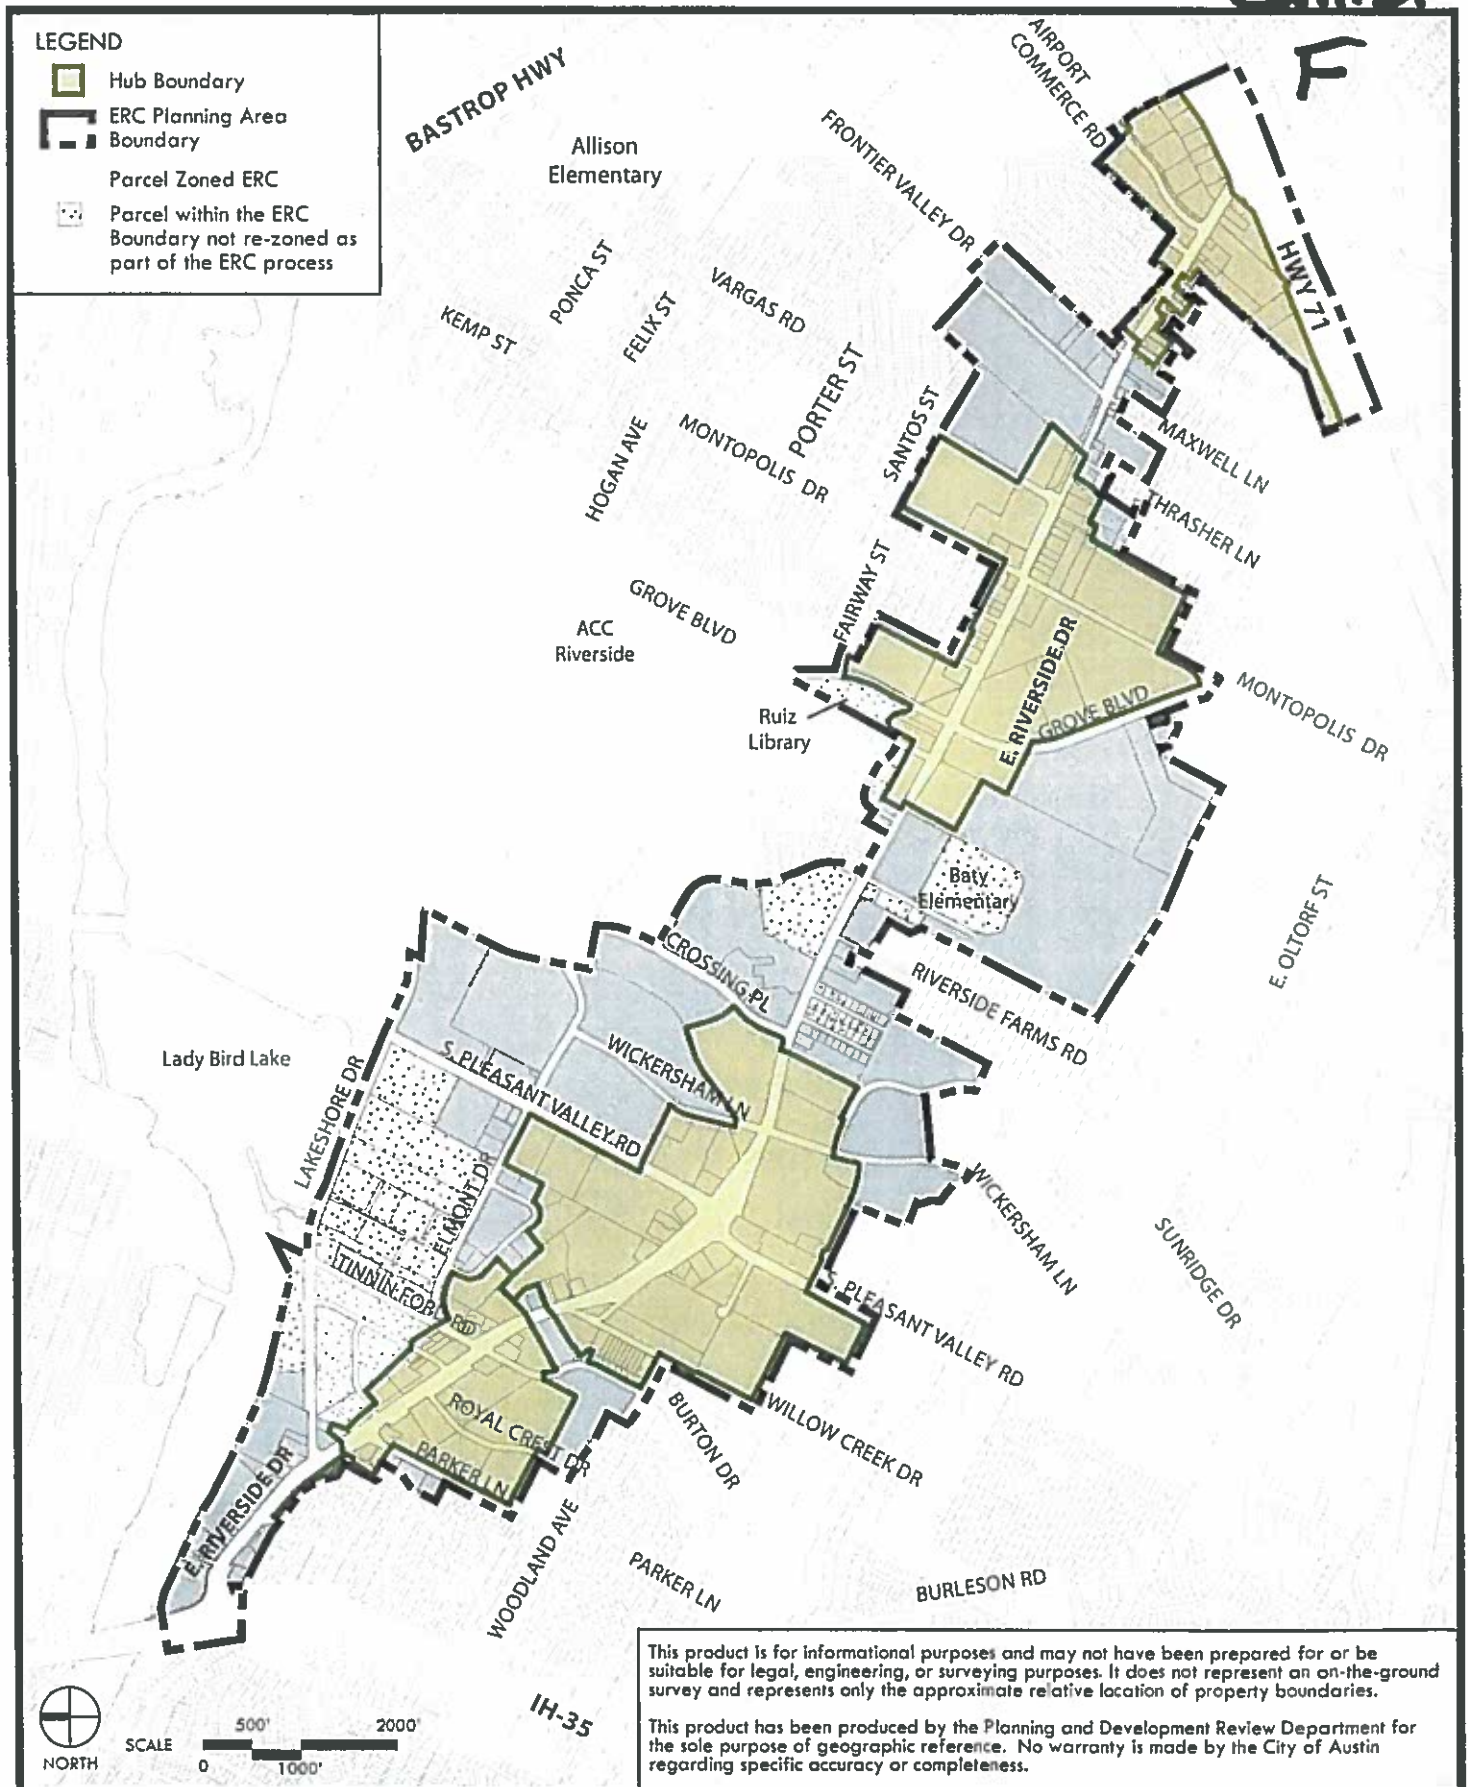 LEGEND
Hub Boundary
ERC Planning Area
Boundary
Parcel Zoned ERC
Parcel within the ERC
Boundary not re-zoned as
part of the ERC process
F
BASTROP HWY
AIRPORT
COMMERCE RD
Allison
Elementary
FRONTIER VALLEY DR
HWY 71
PONCA ST
VARGAS RD
KEMP ST
FELIX ST
PORTER ST
SANTOS ST
HOGAN AVE
MONTOPOLIS DR
MAXWELL LN
THRASHER LN
FAIRWAY ST
GROVE BLVD
ACC
Riverside
E. RIVERSIDE DR
GROVE BLVD
MONTOPOLIS DR
Ruiz
Library
Baty
Elementary
E. OLTORF ST
CROSSING PL
RIVERSIDE FARMS RD
Lady Bird Lake
S. PLEASANT VALLEY RD
WICKERSHAM LN
LAKESHORE DR
ELMONT DR
WICKERSHAM LN
SUNRIDGE DR
TINNIN FORD RD
S. PLEASANT VALLEY RD
ROYAL CREST DR
PARKER LN
BURTON DR
WILLOW CREEK DR
E. RIVERSIDE DR
WOODLAND AVE
PARKER LN
BURLESON RD
IH-35
NORTH
SCALE
500'
2000'
0
1000'
This product is for informational purposes and may not have been prepared for or be
suitable for legal, engineering, or surveying purposes. It does not represent an on-the-ground
survey and represents only the approximate relative location of property boundaries.
This product has been produced by the Planning and Development Review Department for
the sole purpose of geographic reference. No warranty is made by the City of Austin
regarding specific accuracy or completeness.